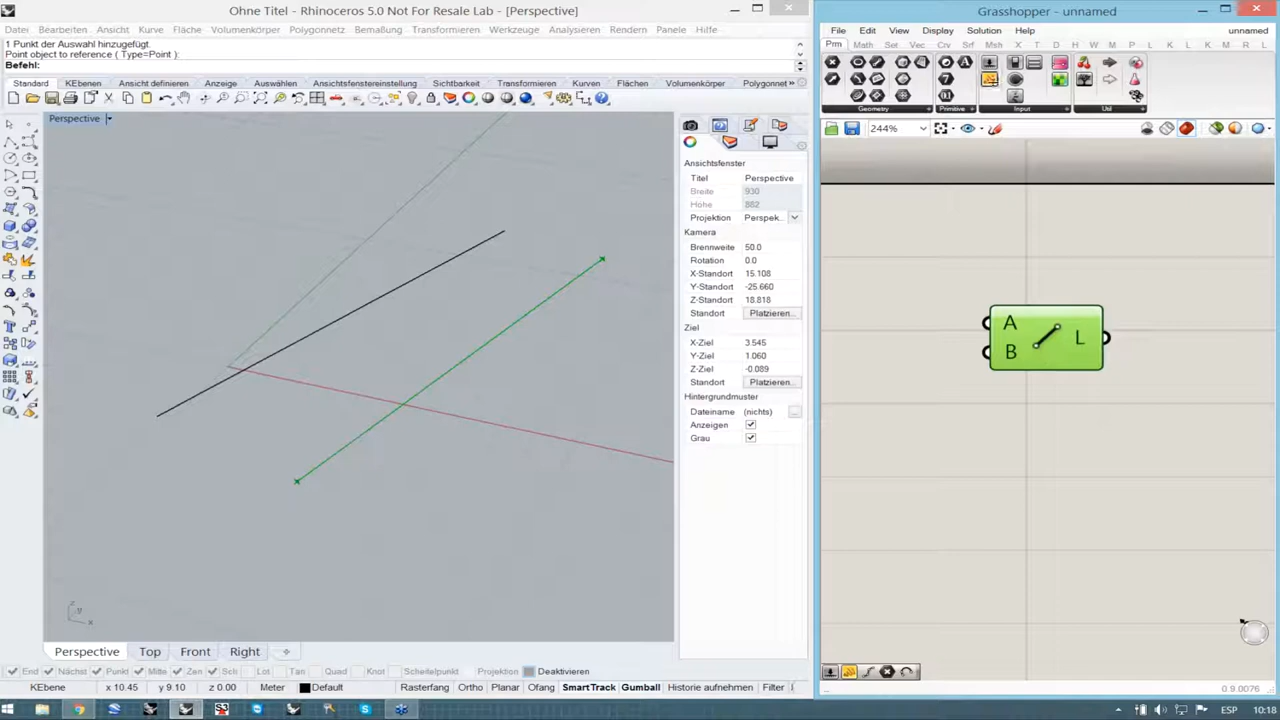 Ohne Titel - Rhinoceros 5.0 Not For Resale Lab - [Perspective]
Datei Bearbeiten Ansicht Kurve Fläche Volumenkörper Polygonnetz Bemaßung Transformieren Werkzeuge Analysieren Rendern Panele Hilfe
1 Punkt der Auswahl hinzugefügt.
Point object to reference ( Type=Point ):
Befehl:
Standard KEbenen Ansicht definieren Anzeige Auswählen Ansichtsfenstereinstellung Sichtbarkeit Transformieren Kurven Flächen Volumenkörper Polygonnet
Perspective
Ansichtsfenster
Titel Perspective
Breite 930
Höhe 882
Projektion Perspek...
Kamera
Brennweite 50.0
Rotation 0.0
X-Standort 15.108
Y-Standort -25.660
Z-Standort 18.818
Standort Platzieren...
Ziel
X-Ziel 3.545
Y-Ziel 1.060
Z-Ziel -0.089
Standort Platzieren...
Hintergrundmuster
Dateiname (nichts) ...
Anzeigen
Grau
z
y
x
Perspective Top Front Right
End Nächst Punkt Mitte Zen Sch Lot Tan Quad Knot Scheitelpunkt Projektion Deaktivieren
KEbene x 10.45 y 9.10 z 0.00 Meter Default Rasterfang Ortho Planar Ofang SmartTrack Gumball Historie aufnehmen Filter
Grasshopper - unnamed
File Edit View Display Solution Help unnamed
Prm Math Set Vec Crv Srf Msh Int X T D H W M P L K L K B R L
Geometry Primitive Input Util
244%
A
B
L
0.9.0076
ESP 10:18